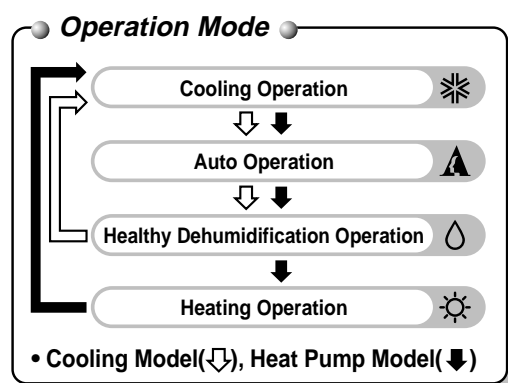 Operation Mode
Cooling Operation
Auto Operation
Healthy Dehumidification Operation
Heating Operation
• Cooling Model(⇩), Heat Pump Model(⬇)